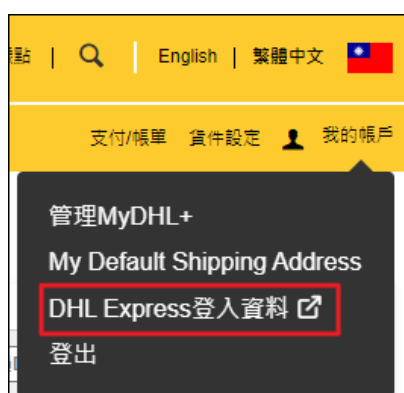 點 | English | 繁體中文
支付/帳單 貨件設定 我的帳戶
管理MyDHL+
My Default Shipping Address
DHL Express登入資料
登出